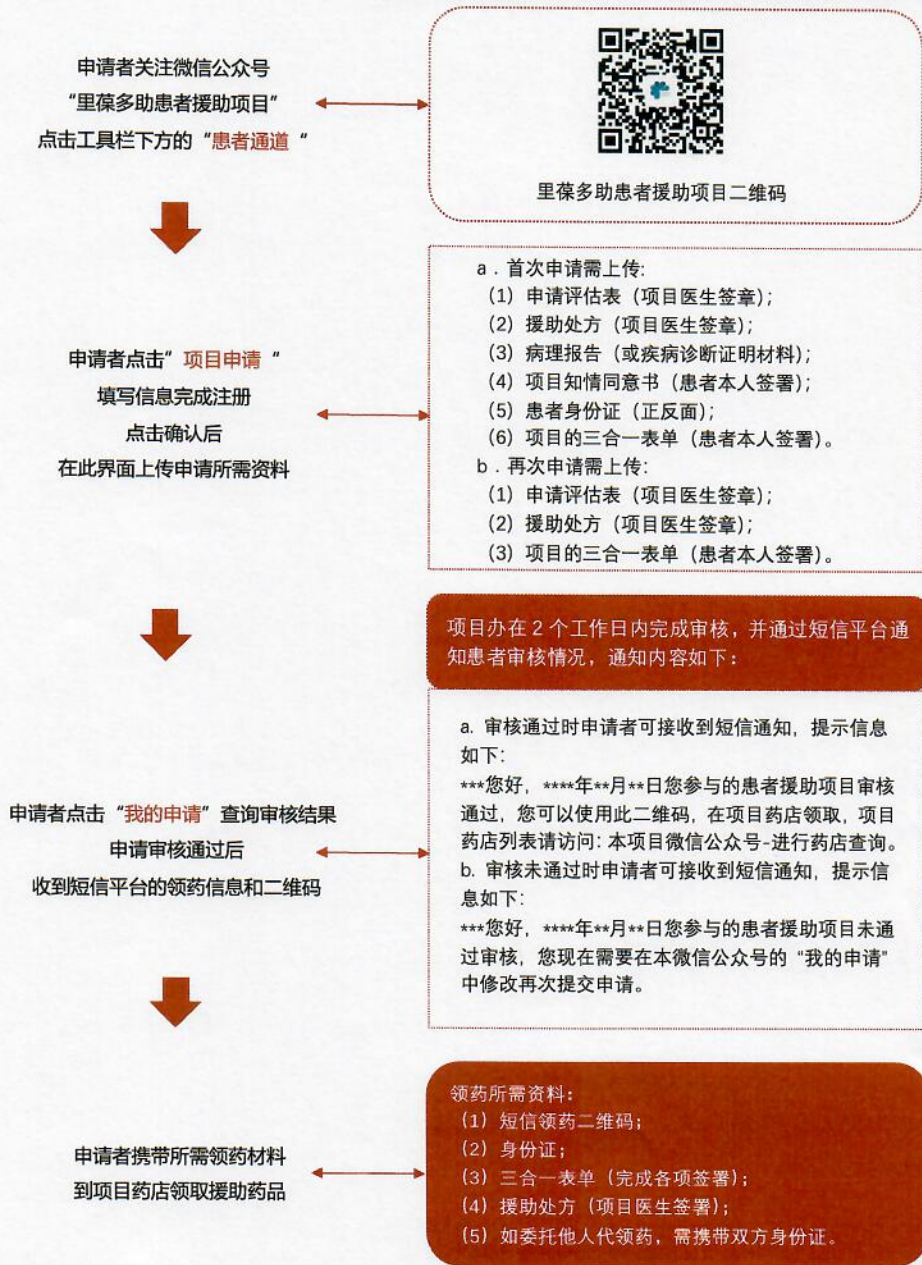 申请者关注微信公众号
“里葆多助患者援助项目”
点击工具栏下方的“患者通道“
里葆多助患者援助项目二维码
申请者点击”项目申请“
填写信息完成注册
点击确认后
在此界面上传申请所需资料
a．首次申请需上传:
(1) 申请评估表（项目医生签章）；
(2) 援助处方（项目医生签章）；
(3) 病理报告（或疾病诊断证明材料）；
(4) 项目知情同意书（患者本人签署）；
(5) 患者身份证（正反面）；
(6) 项目的三合一表单（患者本人签署）。
b．再次申请需上传:
(1) 申请评估表（项目医生签章）；
(2) 援助处方（项目医生签章）；
(3) 项目的三合一表单（患者本人签署）。
项目办在 2 个工作日内完成审核，并通过短信平台通
知患者审核情况，通知内容如下：
申请者点击“我的申请”查询审核结果
申请审核通过后
收到短信平台的领药信息和二维码
a. 审核通过时申请者可接收到短信通知，提示信息
如下：
***您好，****年**月**日您参与的患者援助项目审核
通过，您可以使用此二维码，在项目药店领取，项目
药店列表请访问: 本项目微信公众号-进行药店查询。
b. 审核未通过时申请者可接收到短信通知，提示信
息如下：
***您好，****年**月**日您参与的患者援助项目未通
过审核，您现在需要在本微信公众号的“我的申请”
中修改再次提交申请。
申请者携带所需领药材料
到项目药店领取援助药品
领药所需资料：
(1) 短信领药二维码；
(2) 身份证；
(3) 三合一表单（完成各项签署）；
(4) 援助处方（项目医生签署）；
(5) 如委托他人代领药，需携带双方身份证。